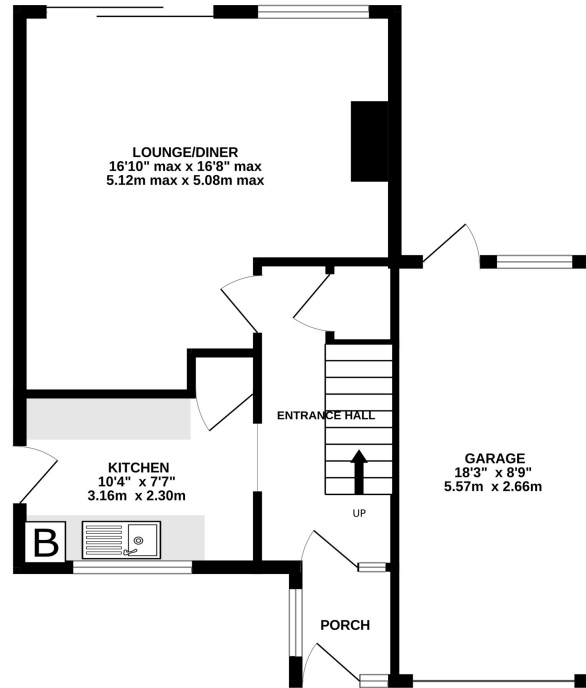 LOUNGE/DINER
16'10" max x 16'8" max
5.12m max x 5.08m max
ENTRANCE HALL
KITCHEN
10'4" x 7'7"
3.16m x 2.30m
GARAGE
18'3" x 8'9"
5.57m x 2.66m
UP
B
PORCH